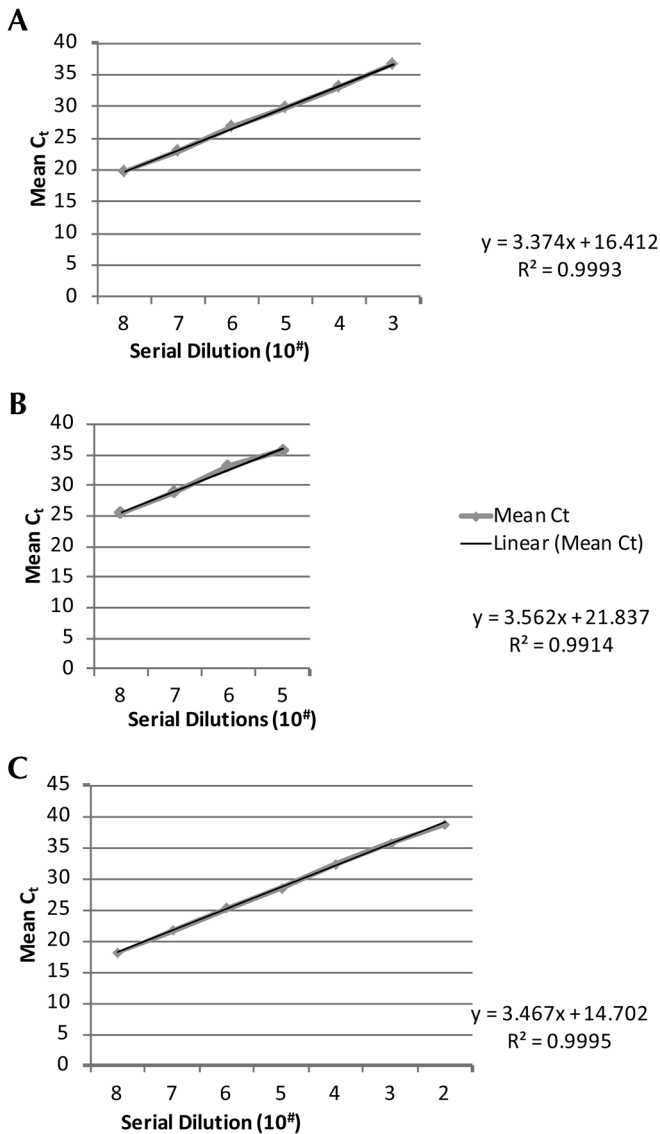 A
40
35
30
25
20
15
10
5
0
Mean Ct
8 7 6 5 4 3
Serial Dilution (10#)
y = 3.374x + 16.412
R² = 0.9993
B
40
35
30
25
20
15
10
5
0
Mean Ct
8 7 6 5
Serial Dilutions (10#)
Mean Ct
Linear (Mean Ct)
y = 3.562x + 21.837
R² = 0.9914
C
45
40
35
30
25
20
15
10
5
0
Mean Ct
8 7 6 5 4 3 2
Serial Dilution (10#)
y = 3.467x + 14.702
R² = 0.9995